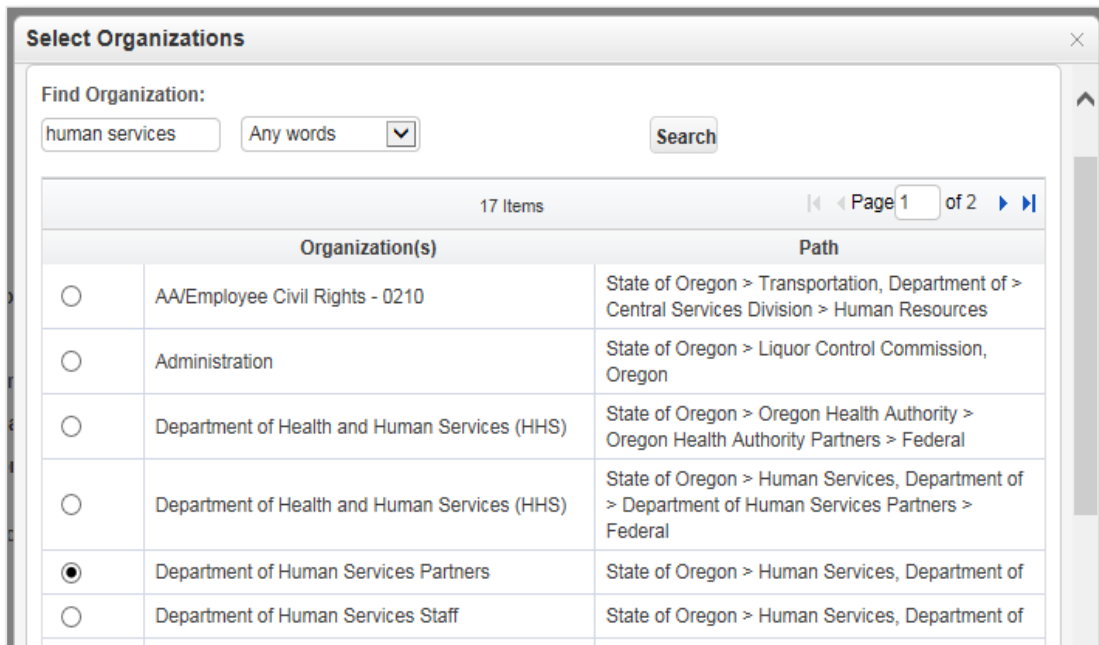 Select Organizations
Find Organization:
human services Any words Search
17 Items Page 1 of 2
Organization(s) Path
AA/Employee Civil Rights - 0210 State of Oregon > Transportation, Department of >
Central Services Division > Human Resources
Administration State of Oregon > Liquor Control Commission,
Oregon
Department of Health and Human Services (HHS) State of Oregon > Oregon Health Authority >
Oregon Health Authority Partners > Federal
Department of Health and Human Services (HHS) State of Oregon > Human Services, Department of
> Department of Human Services Partners >
Federal
Department of Human Services Partners State of Oregon > Human Services, Department of
Department of Human Services Staff State of Oregon > Human Services, Department of